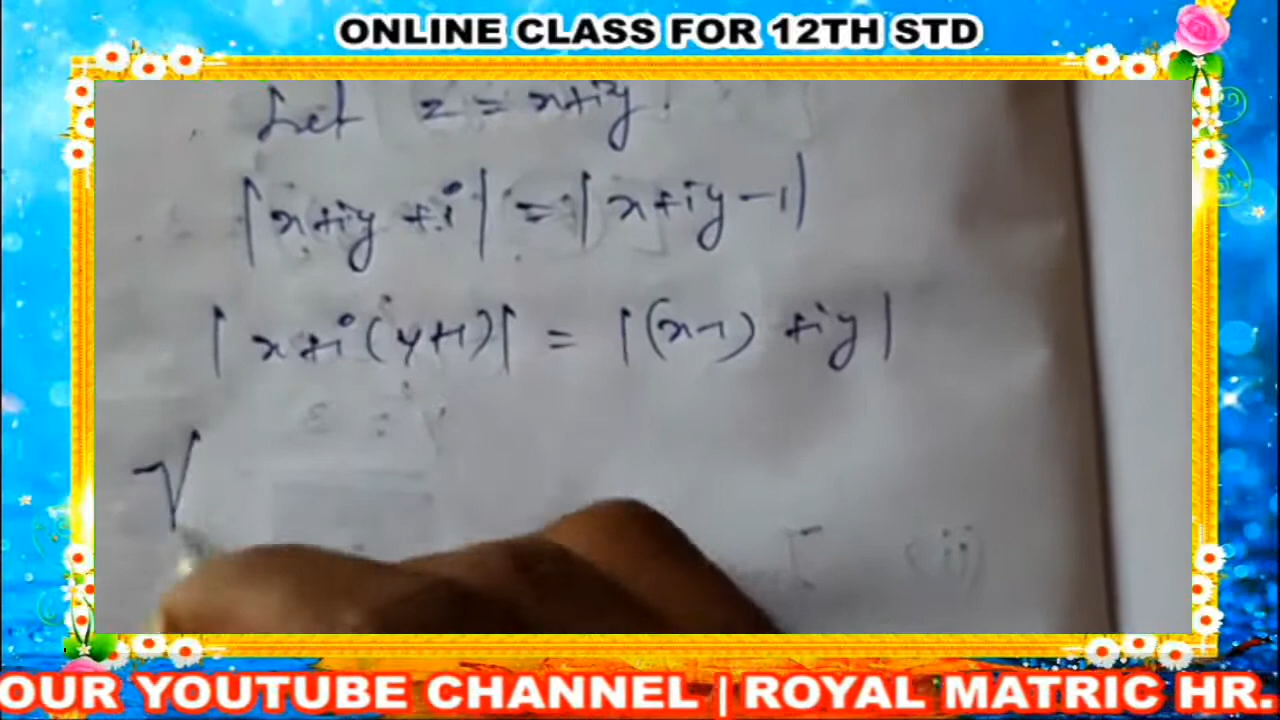 ONLINE CLASS FOR 12TH STD
Let z = x+iy.
|x+iy +i| = |x+iy-1|
|x+i(y+1)| = |(x-1) +iy|
√
(ii)
OUR YOUTUBE CHANNEL | ROYAL MATRIC HR.